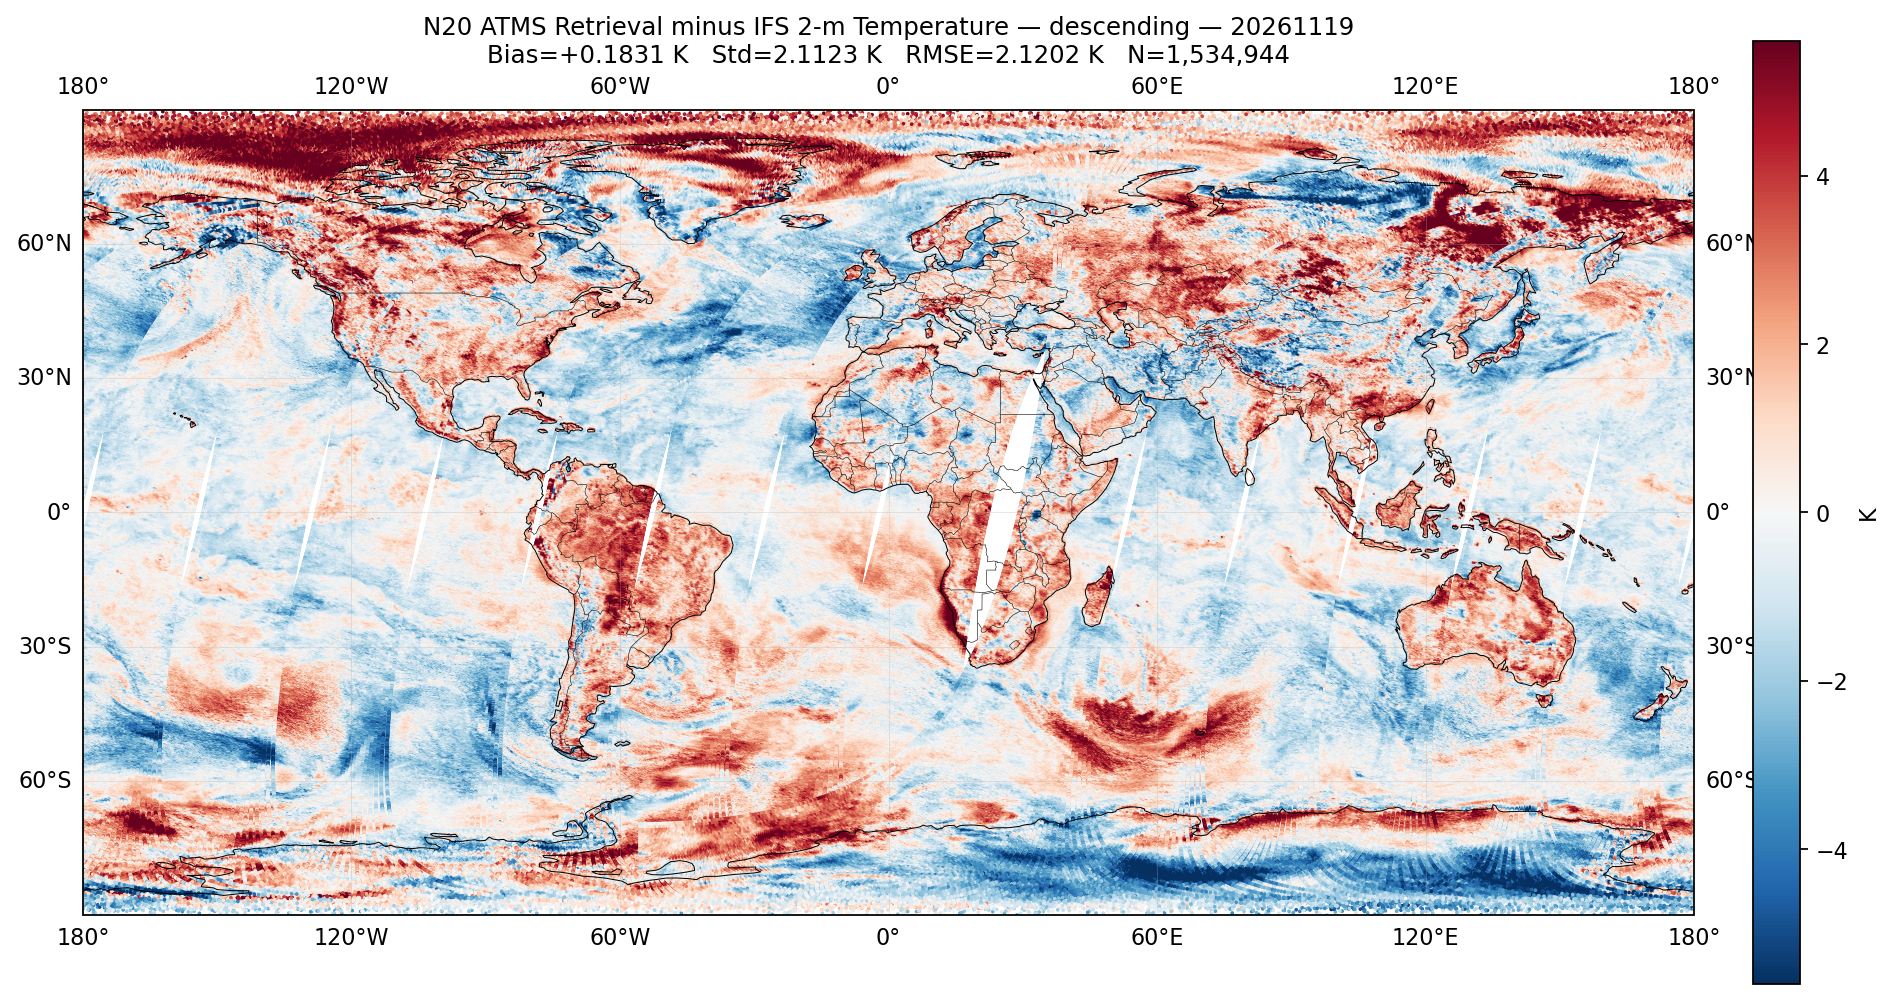 N20 ATMS Retrieval minus IFS 2-m Temperature — descending — 20261119
Bias=+0.1831 K   Std=2.1123 K   RMSE=2.1202 K   N=1,534,944
180° 120°W 60°W 0° 60°E 120°E 180°
60°N 60°N
30°N 30°N
0° 0°
30°S 30°S
60°S 60°S
180° 120°W 60°W 0° 60°E 120°E 180°
4
2
0
−2
−4
K